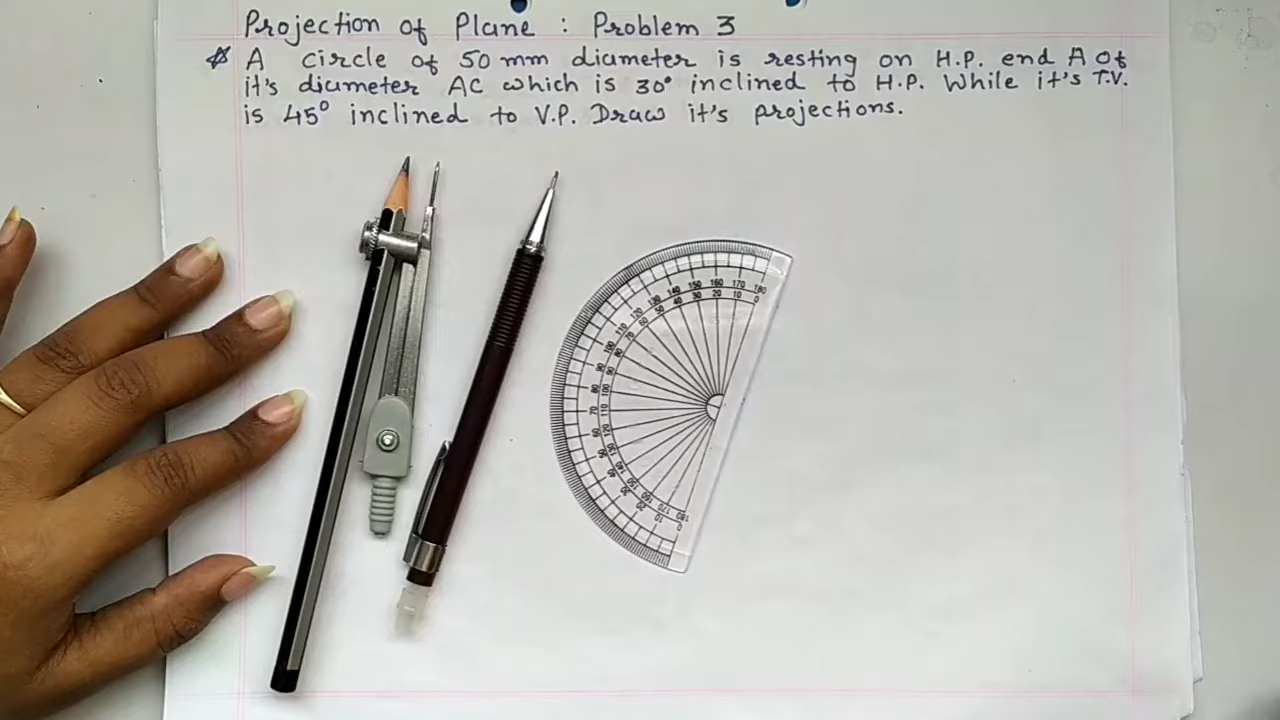 Projection of Plane : Problem 3
A circle of 50 mm diameter is resting on H.P. end A of
it's diameter AC which is 30° inclined to H.P. While it's T.V.
is 45° inclined to V.P. Draw it's projections.